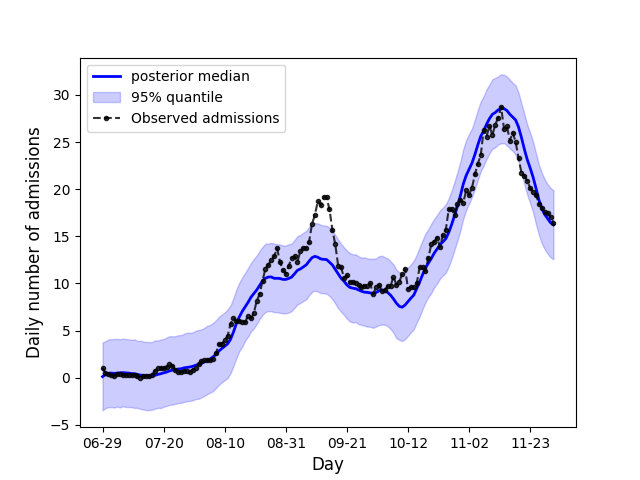 posterior median
95% quantile
Observed admissions
Daily number of admissions
30
25
20
15
10
5
0
−5
06-29 07-20 08-10 08-31 09-21 10-12 11-02 11-23
Day